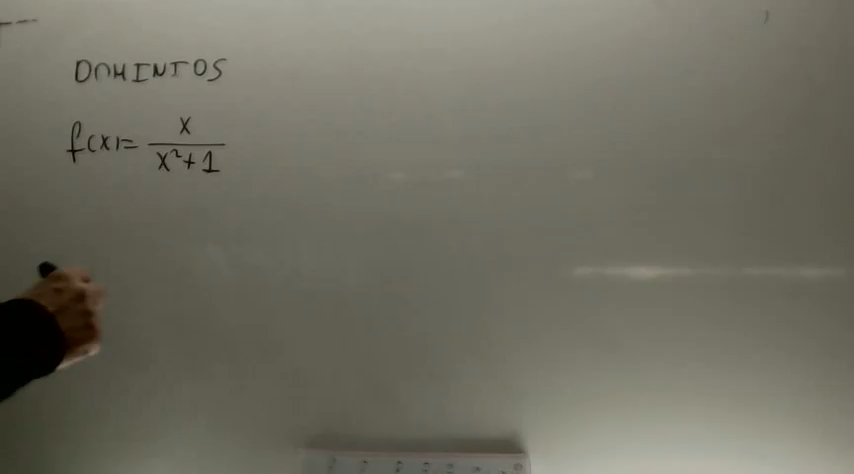 DOMINIOS
f(x)= x/(x²+1)